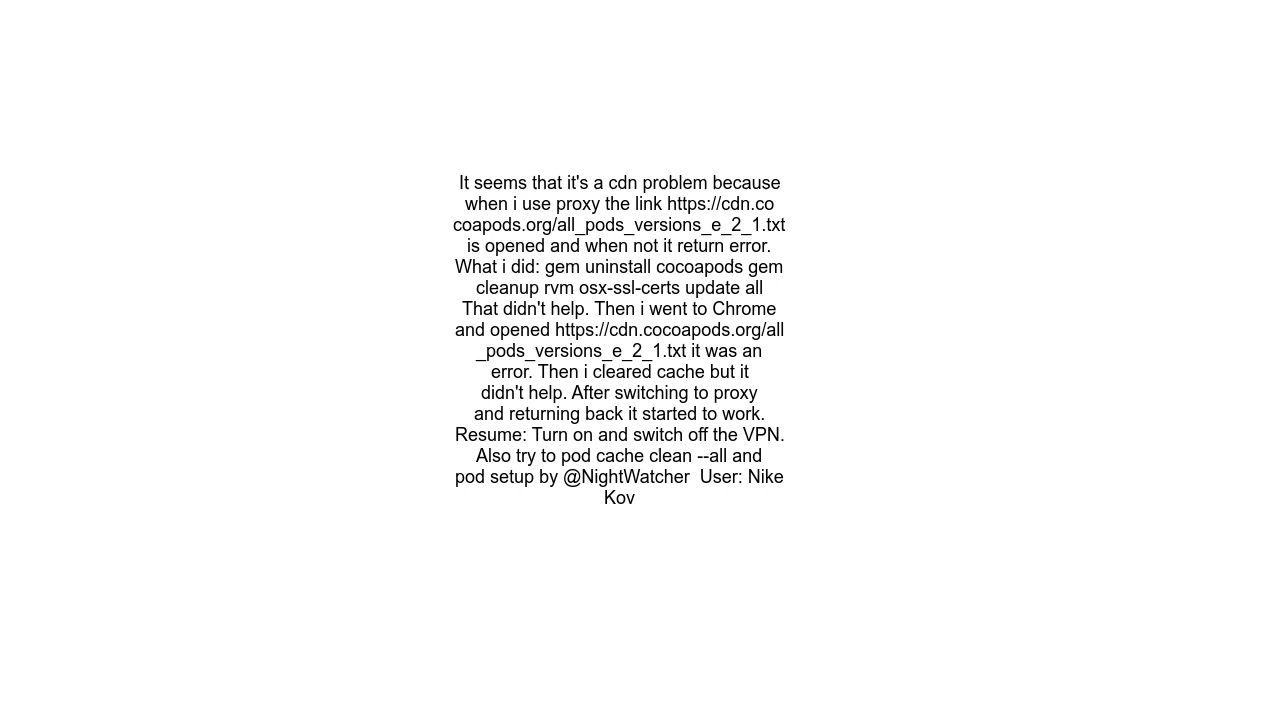 It seems that it's a cdn problem because
when i use proxy the link https://cdn.co
coapods.org/all_pods_versions_e_2_1.txt
is opened and when not it return error.
What i did: gem uninstall cocoapods gem
cleanup rvm osx-ssl-certs update all
That didn't help. Then i went to Chrome
and opened https://cdn.cocoapods.org/all
_pods_versions_e_2_1.txt it was an
error. Then i cleared cache but it
didn't help. After switching to proxy
and returning back it started to work.
Resume: Turn on and switch off the VPN.
Also try to pod cache clean --all and
pod setup by @NightWatcher  User: Nike
Kov